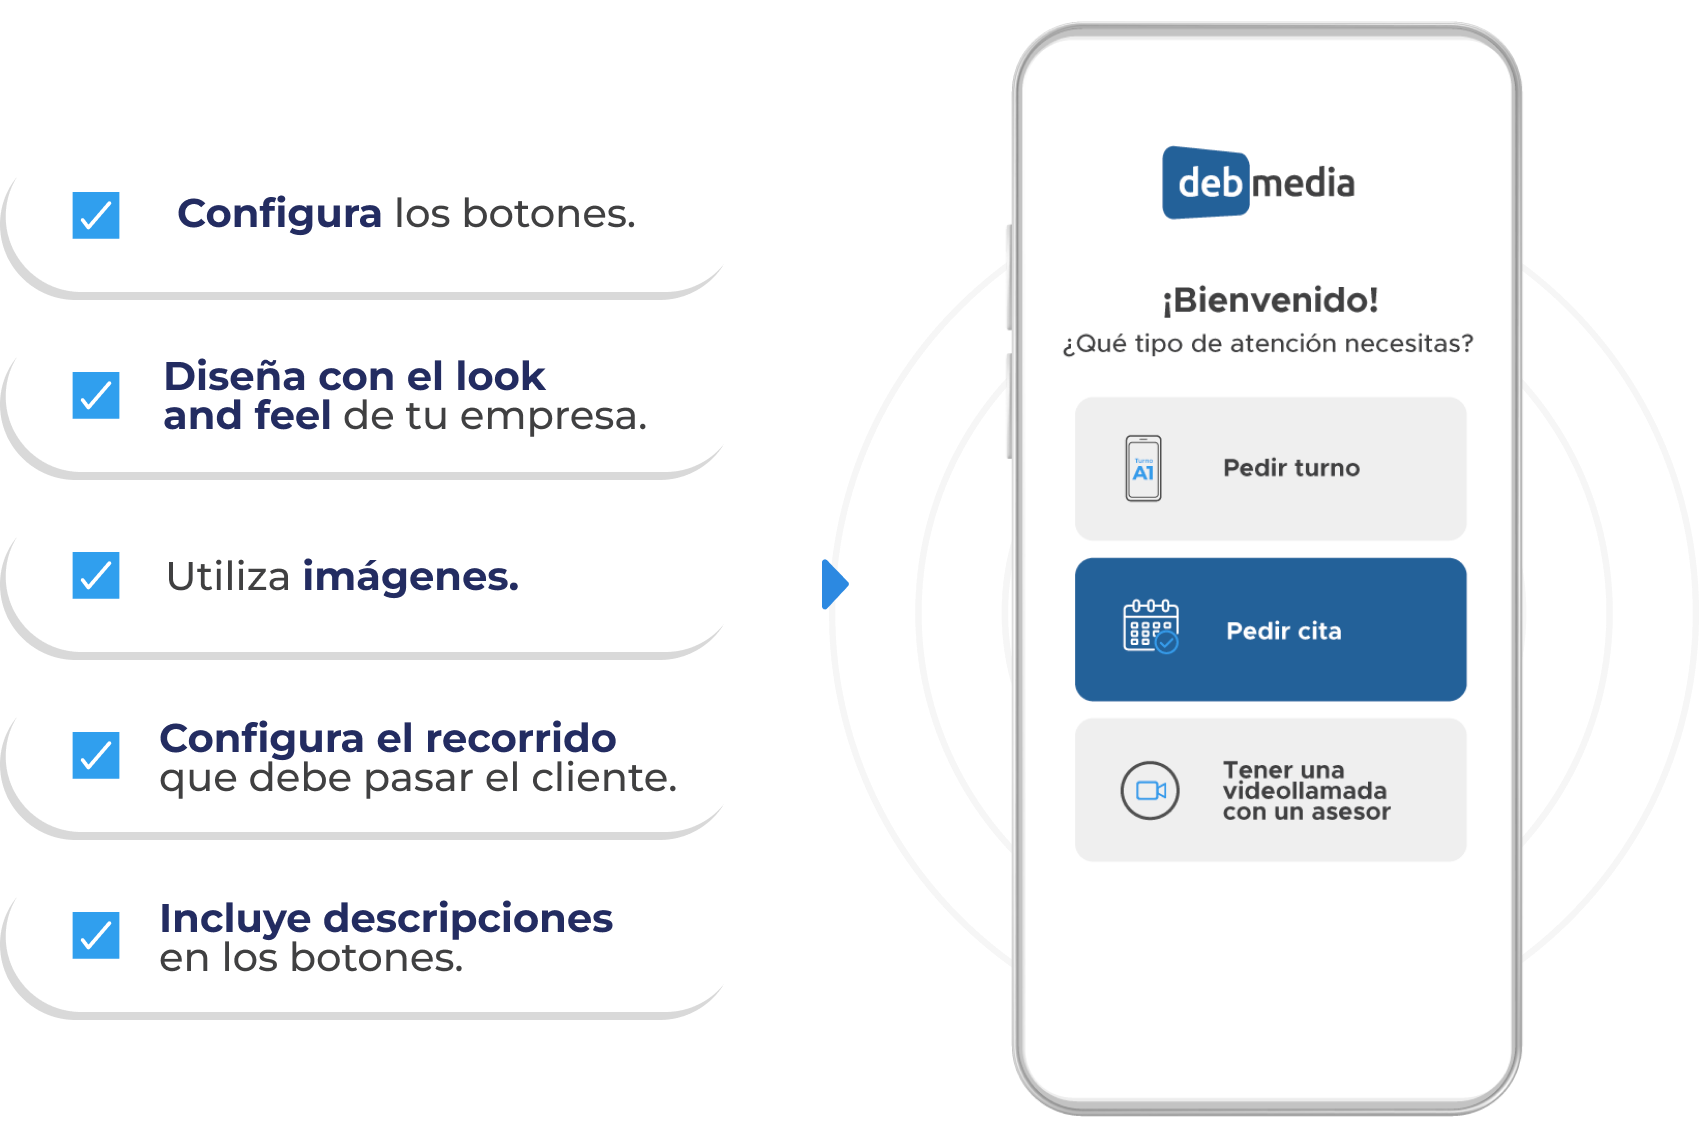 Configura los botones.
Diseña con el look
and feel de tu empresa.
Utiliza imágenes.
Configura el recorrido
que debe pasar el cliente.
Incluye descripciones
en los botones.
debmedia
¡Bienvenido!
¿Qué tipo de atención necesitas?
Turno
A1
Pedir turno
Pedir cita
Tener una
videollamada
con un asesor